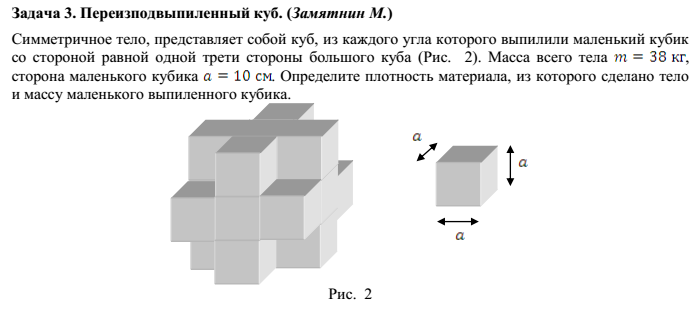 Задача 3. Переизподвыпиленный куб. (Замятнин М.)
Симметричное тело, представляет собой куб, из каждого угла которого выпилили маленький кубик
со стороной равной одной трети стороны большого куба (Рис. 2). Масса всего тела m = 38 кг,
сторона маленького кубика a = 10 см. Определите плотность материала, из которого сделано тело
и массу маленького выпиленного кубика.
a
a
a
Рис. 2